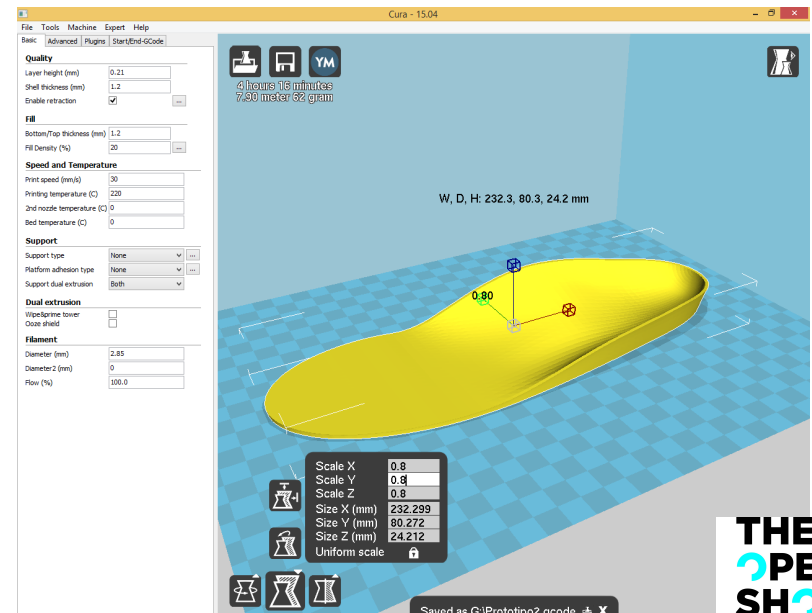 Cura - 15.04
File Tools Machine Expert Help
Basic Advanced Plugins Start/End-GCode
Quality
Layer height (mm) 0.21
Shell thickness (mm) 1.2
Enable retraction ...
Fill
Bottom/Top thickness (mm) 1.2
Fill Density (%) 20 ...
Speed and Temperature
Print speed (mm/s) 30
Printing temperature (C) 220
2nd nozzle temperature (C) 0
Bed temperature (C) 0
Support
Support type None ...
Platform adhesion type None ...
Support dual extrusion Both
Dual extrusion
Wipe&prime tower
Ooze shield
Filament
Diameter (mm) 2.85
Diameter2 (mm) 0
Flow (%) 100.0
YM
4 hours 16 minutes
7.90 meter 62 gram
W, D, H: 232.3, 80.3, 24.2 mm
0.80
Scale X 0.8
Scale Y 0.8
Scale Z 0.8
Size X (mm) 232.299
Size Y (mm) 80.272
Size Z (mm) 24.212
Uniform scale
Saved as G:\Prototipo2.gcode X
THE
OPE
SHO